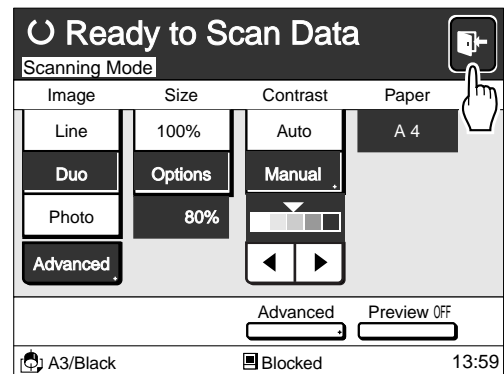 Ready to Scan Data
Scanning Mode
Image Size Contrast Paper
Line 100% Auto A 4
Duo Options Manual
Photo 80%
Advanced
Advanced Preview OFF
A3/Black Blocked 13:59